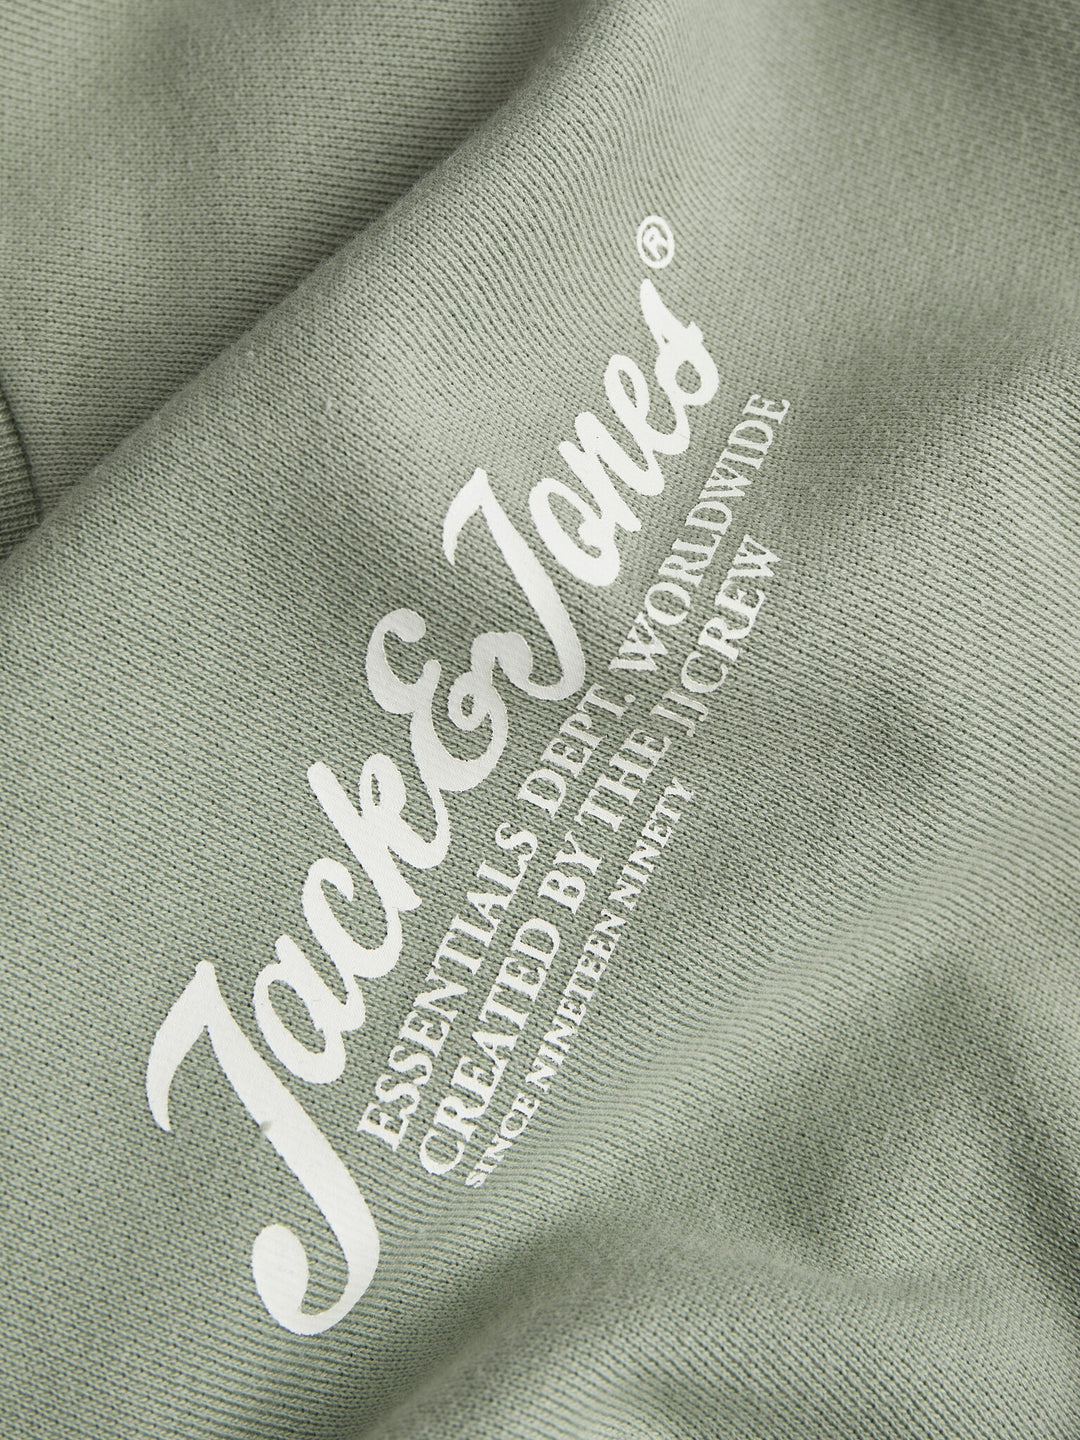 Jack&Jones®
ESSENTIALS DEPT. WORLDWIDE
CREATED BY THE JJCREW
SINCE NINETEEN NINETY